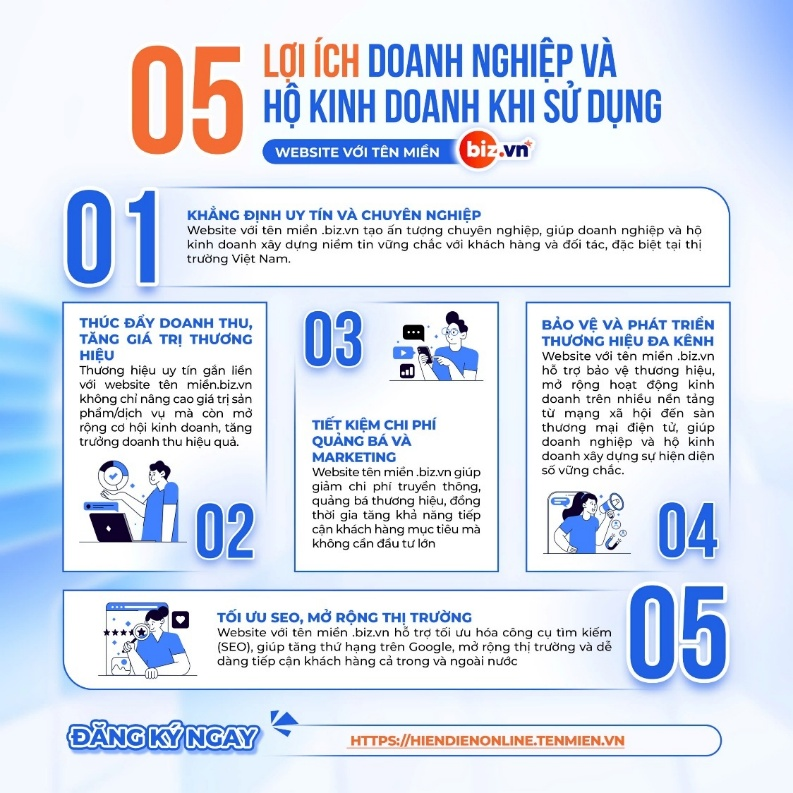 05
LỢI ÍCH DOANH NGHIỆP VÀ
HỘ KINH DOANH KHI SỬ DỤNG
WEBSITE VỚI TÊN MIỀN biz.vn
01
KHẲNG ĐỊNH UY TÍN VÀ CHUYÊN NGHIỆP
Website với tên miền .biz.vn tạo ấn tượng chuyên nghiệp, giúp doanh nghiệp và hộ
kinh doanh xây dựng niềm tin vững chắc với khách hàng và đối tác, đặc biệt tại thị
trường Việt Nam.
THÚC ĐẨY DOANH THU,
TĂNG GIÁ TRỊ THƯƠNG
HIỆU
Thương hiệu uy tín gắn liền
với website tên miền.biz.vn
không chỉ nâng cao giá trị sản
phẩm/dịch vụ mà còn mở
rộng cơ hội kinh doanh, tăng
trưởng doanh thu hiệu quả.
02
03
TIẾT KIỆM CHI PHÍ
QUẢNG BÁ VÀ
MARKETING
Website tên miền .biz.vn giúp
giảm chi phí truyền thông,
quảng bá thương hiệu, đồng
thời gia tăng khả năng tiếp
cận khách hàng mục tiêu mà
không cần đầu tư lớn
BẢO VỆ VÀ PHÁT TRIỂN
THƯƠNG HIỆU ĐA KÊNH
Website với tên miền .biz.vn
hỗ trợ bảo vệ thương hiệu,
mở rộng hoạt động kinh
doanh trên nhiều nền tảng
từ mạng xã hội đến sàn
thương mại điện tử, giúp
doanh nghiệp và hộ kinh
doanh xây dựng sự hiện diện
số vững chắc.
04
TỐI ƯU SEO, MỞ RỘNG THỊ TRƯỜNG
Website với tên miền .biz.vn hỗ trợ tối ưu hóa công cụ tìm kiếm
(SEO), giúp tăng thứ hạng trên Google, mở rộng thị trường và dễ
dàng tiếp cận khách hàng cả trong và ngoài nước
05
ĐĂNG KÝ NGAY
HTTPS://HIENDIENONLINE.TENMIEN.VN